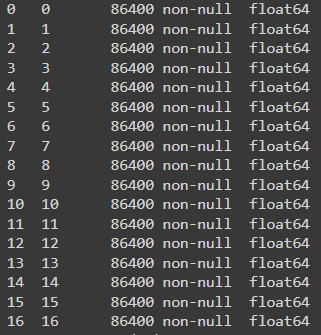 0 0 86400 non-null float64
1 1 86400 non-null float64
2 2 86400 non-null float64
3 3 86400 non-null float64
4 4 86400 non-null float64
5 5 86400 non-null float64
6 6 86400 non-null float64
7 7 86400 non-null float64
8 8 86400 non-null float64
9 9 86400 non-null float64
10 10 86400 non-null float64
11 11 86400 non-null float64
12 12 86400 non-null float64
13 13 86400 non-null float64
14 14 86400 non-null float64
15 15 86400 non-null float64
16 16 86400 non-null float64